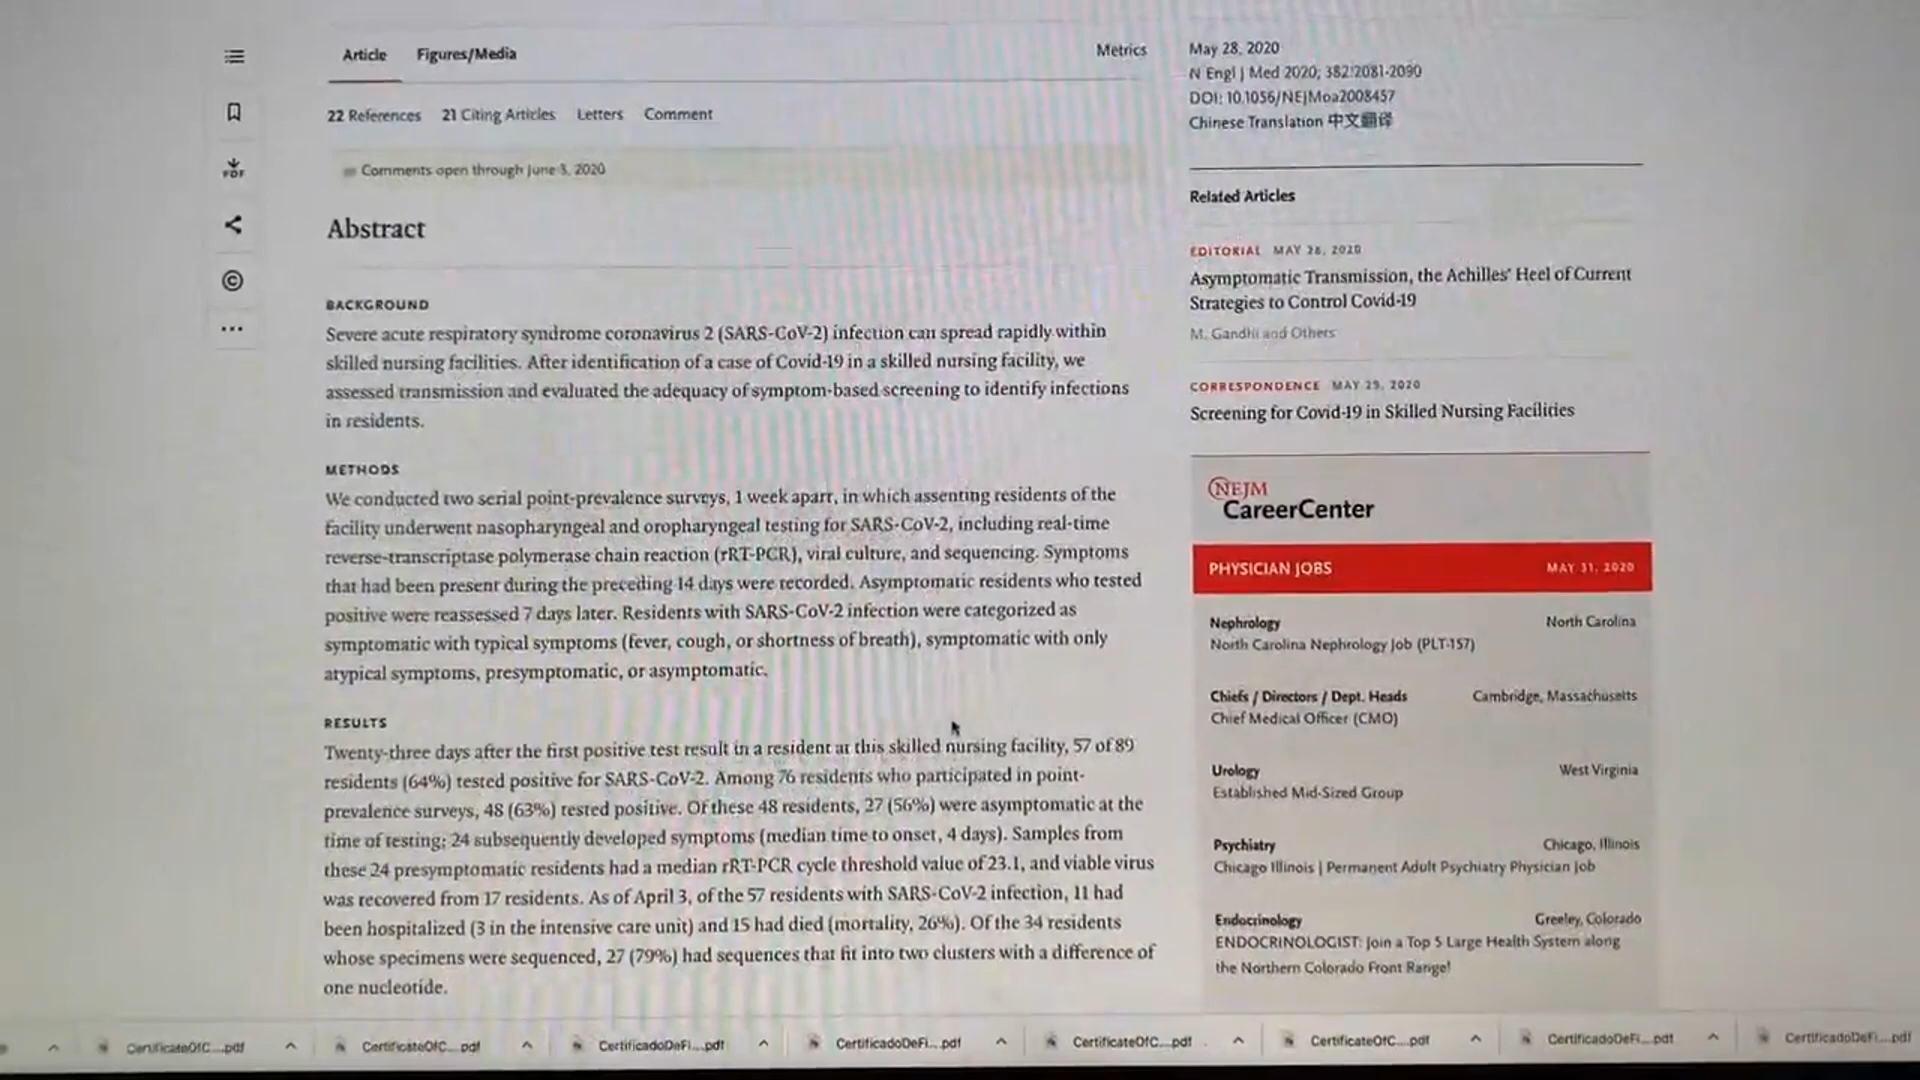 Article Figures/Media Metrics
22 References 21 Citing Articles Letters Comment
Comments open through June 3, 2020
Abstract
BACKGROUND
Severe acute respiratory syndrome coronavirus 2 (SARS-CoV-2) infection can spread rapidly within
skilled nursing facilities. After identification of a case of Covid-19 in a skilled nursing facility, we
assessed transmission and evaluated the adequacy of symptom-based screening to identify infections
in residents.
METHODS
We conducted two serial point-prevalence surveys, 1 week apart, in which assenting residents of the
facility underwent nasopharyngeal and oropharyngeal testing for SARS-CoV-2, including real-time
reverse-transcriptase polymerase chain reaction (rRT-PCR), viral culture, and sequencing. Symptoms
that had been present during the preceding 14 days were recorded. Asymptomatic residents who tested
positive were reassessed 7 days later. Residents with SARS-CoV-2 infection were categorized as
symptomatic with typical symptoms (fever, cough, or shortness of breath), symptomatic with only
atypical symptoms, presymptomatic, or asymptomatic.
RESULTS
Twenty-three days after the first positive test result in a resident at this skilled nursing facility, 57 of 89
residents (64%) tested positive for SARS-CoV-2. Among 76 residents who participated in point-
prevalence surveys, 48 (63%) tested positive. Of these 48 residents, 27 (56%) were asymptomatic at the
time of testing; 24 subsequently developed symptoms (median time to onset, 4 days). Samples from
these 24 presymptomatic residents had a median rRT-PCR cycle threshold value of 23.1, and viable virus
was recovered from 17 residents. As of April 3, of the 57 residents with SARS-CoV-2 infection, 11 had
been hospitalized (3 in the intensive care unit) and 15 had died (mortality, 26%). Of the 34 residents
whose specimens were sequenced, 27 (79%) had sequences that fit into two clusters with a difference of
one nucleotide.
May 28, 2020
N Engl J Med 2020; 382:2081-2090
DOI: 10.1056/NEJMoa2008457
Chinese Translation 中文翻译
Related Articles
EDITORIAL MAY 28, 2020
Asymptomatic Transmission, the Achilles' Heel of Current
Strategies to Control Covid-19
M. Gandhi and Others
CORRESPONDENCE MAY 29, 2020
Screening for Covid-19 in Skilled Nursing Facilities
NEJM
CareerCenter
PHYSICIAN JOBS MAY 31, 2020
Nephrology North Carolina
North Carolina Nephrology Job (PLT-157)
Chiefs / Directors / Dept. Heads Cambridge, Massachusetts
Chief Medical Officer (CMO)
Urology West Virginia
Established Mid-Sized Group
Psychiatry Chicago, Illinois
Chicago Illinois | Permanent Adult Psychiatry Physician Job
Endocrinology Greeley, Colorado
ENDOCRINOLOGIST: Join a Top 5 Large Health System along
the Northern Colorado Front Range!
PDF
CertificateOfC....pdf CertificateOfC....pdf CertificadoDeFi....pdf CertificadoDeFi....pdf CertificateOfC....pdf CertificateOfC....pdf CertificadoDeFi....pdf CertificadoDeFi....pdf